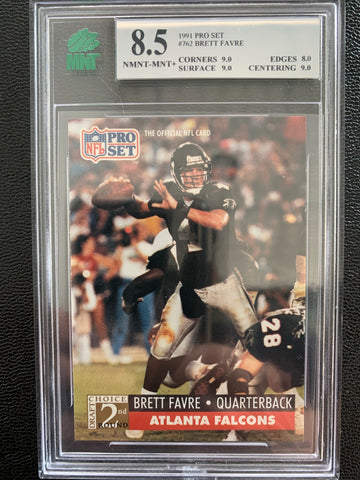 MNT
8.5
NMNT-MNT+
1991 PRO SET
#762 BRETT FAVRE
CORNERS 9.0 EDGES 8.0
SURFACE 9.0 CENTERING 9.0
NFL PRO SET
THE OFFICIAL NFL CARD
28
DRAFT CHOICE
2nd
ROUND
BRETT FAVRE • QUARTERBACK
ATLANTA FALCONS